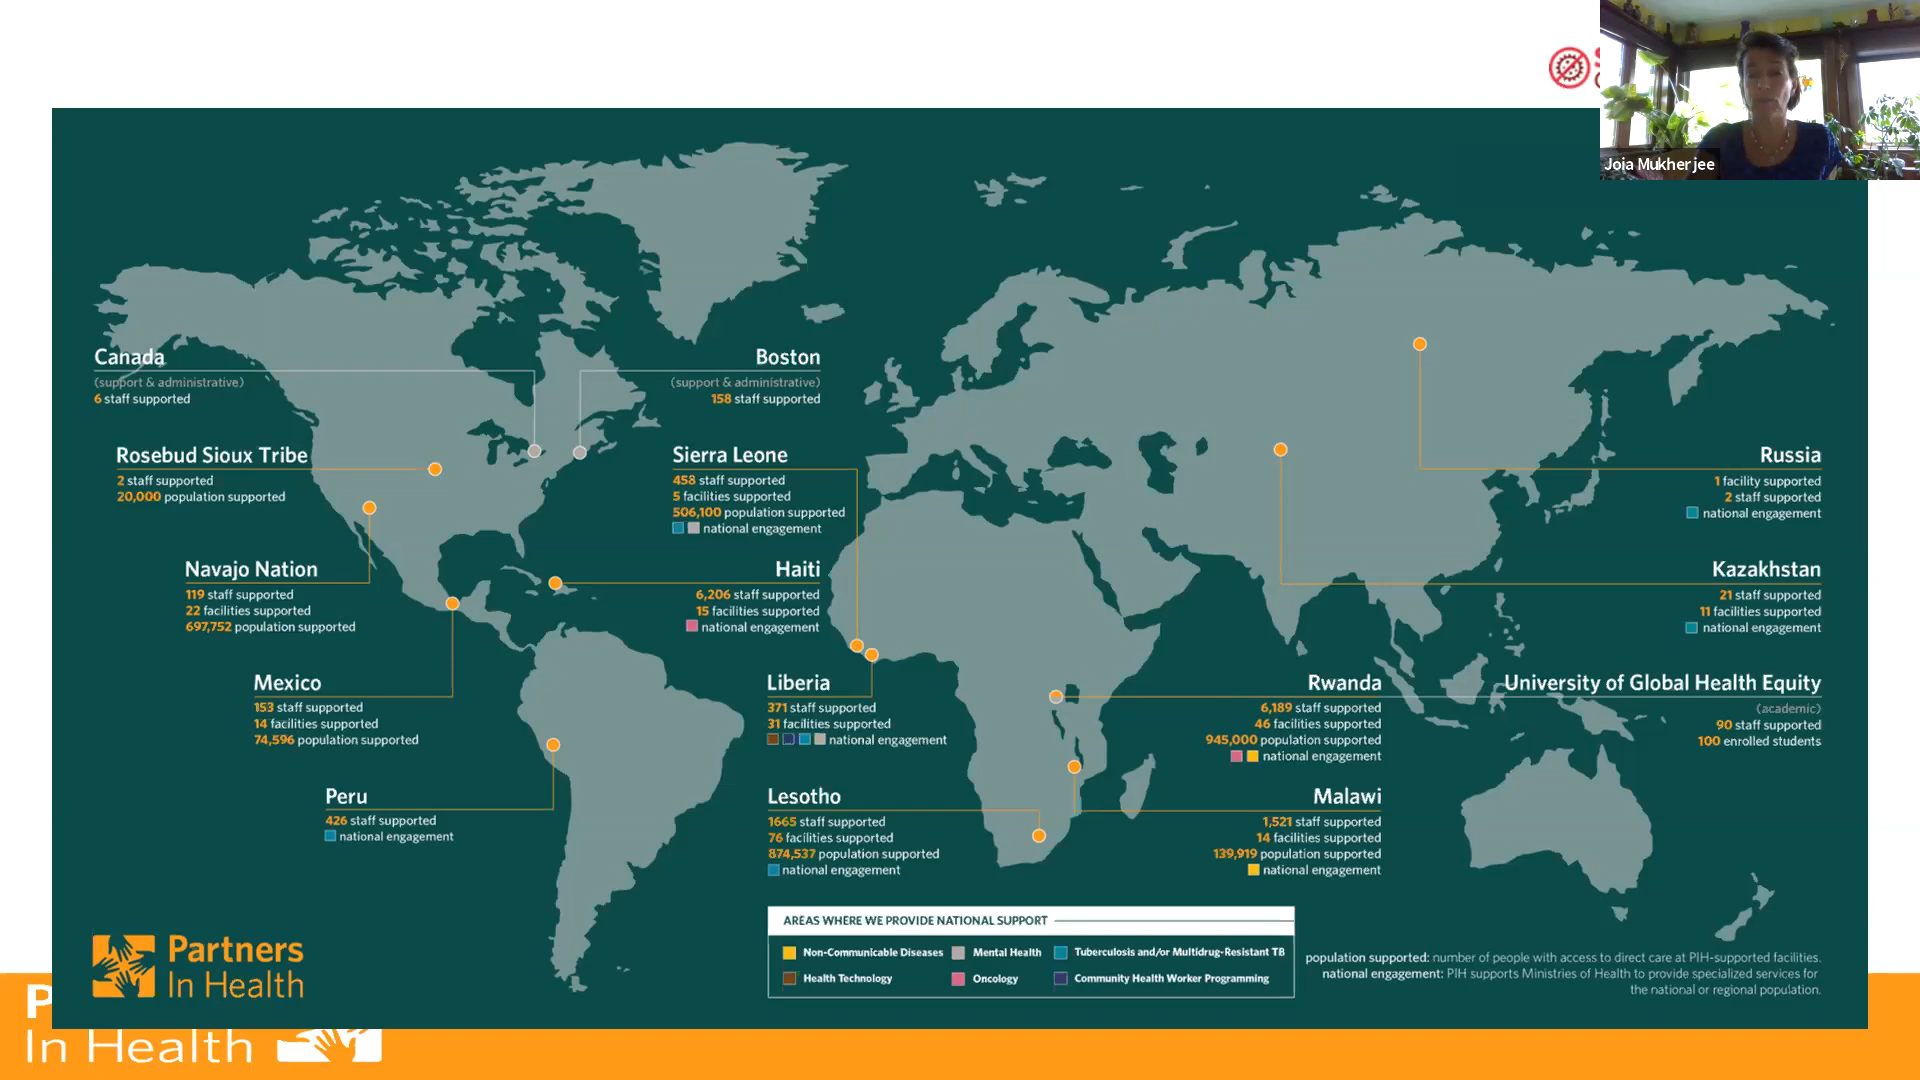 Joia Mukherjee
Canada
(support & administrative)
6 staff supported
Boston
(support & administrative)
158 staff supported
Rosebud Sioux Tribe
2 staff supported
20,000 population supported
Sierra Leone
458 staff supported
5 facilities supported
506,100 population supported
national engagement
Russia
1 facility supported
2 staff supported
national engagement
Navajo Nation
119 staff supported
22 facilities supported
697,752 population supported
Haiti
6,206 staff supported
15 facilities supported
national engagement
Kazakhstan
21 staff supported
11 facilities supported
national engagement
Mexico
153 staff supported
14 facilities supported
74,596 population supported
Liberia
371 staff supported
31 facilities supported
national engagement
Rwanda
6,189 staff supported
46 facilities supported
945,000 population supported
national engagement
University of Global Health Equity
(academic)
90 staff supported
100 enrolled students
Peru
426 staff supported
national engagement
Lesotho
1665 staff supported
76 facilities supported
874,537 population supported
national engagement
Malawi
1,521 staff supported
14 facilities supported
139,919 population supported
national engagement
AREAS WHERE WE PROVIDE NATIONAL SUPPORT
Non-Communicable Diseases Mental Health Tuberculosis and/or Multidrug-Resistant TB
Health Technology Oncology Community Health Worker Programming
population supported: number of people with access to direct care at PIH-supported facilities.
national engagement: PIH supports Ministries of Health to provide specialized services for
the national or regional population.
Partners
In Health
P
In Health